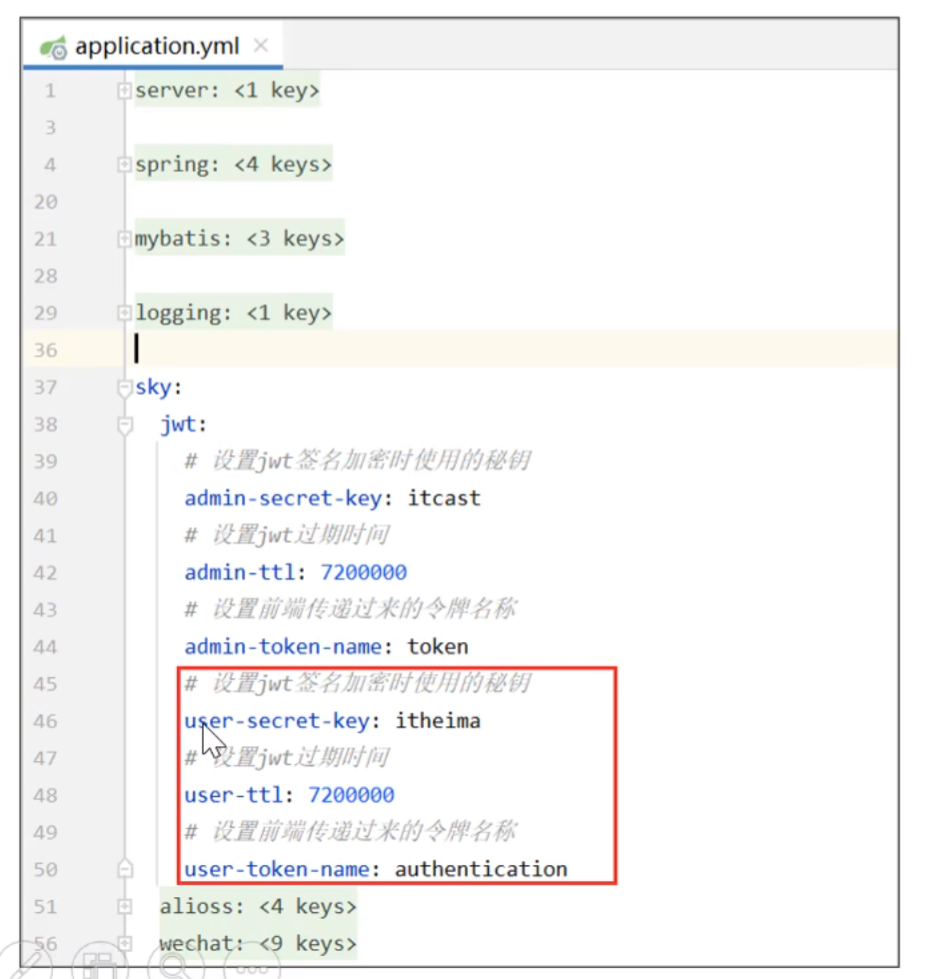 application.yml
1 server: <1 key>
3
4 spring: <4 keys>
20
21 mybatis: <3 keys>
28
29 logging: <1 key>
36
37 sky:
38 jwt:
39 # 设置jwt签名加密时使用的秘钥
40 admin-secret-key: itcast
41 # 设置jwt过期时间
42 admin-ttl: 7200000
43 # 设置前端传递过来的令牌名称
44 admin-token-name: token
45 # 设置jwt签名加密时使用的秘钥
46 user-secret-key: itheima
47 # 设置jwt过期时间
48 user-ttl: 7200000
49 # 设置前端传递过来的令牌名称
50 user-token-name: authentication
51 alioss: <4 keys>
56 wechat: <9 keys>